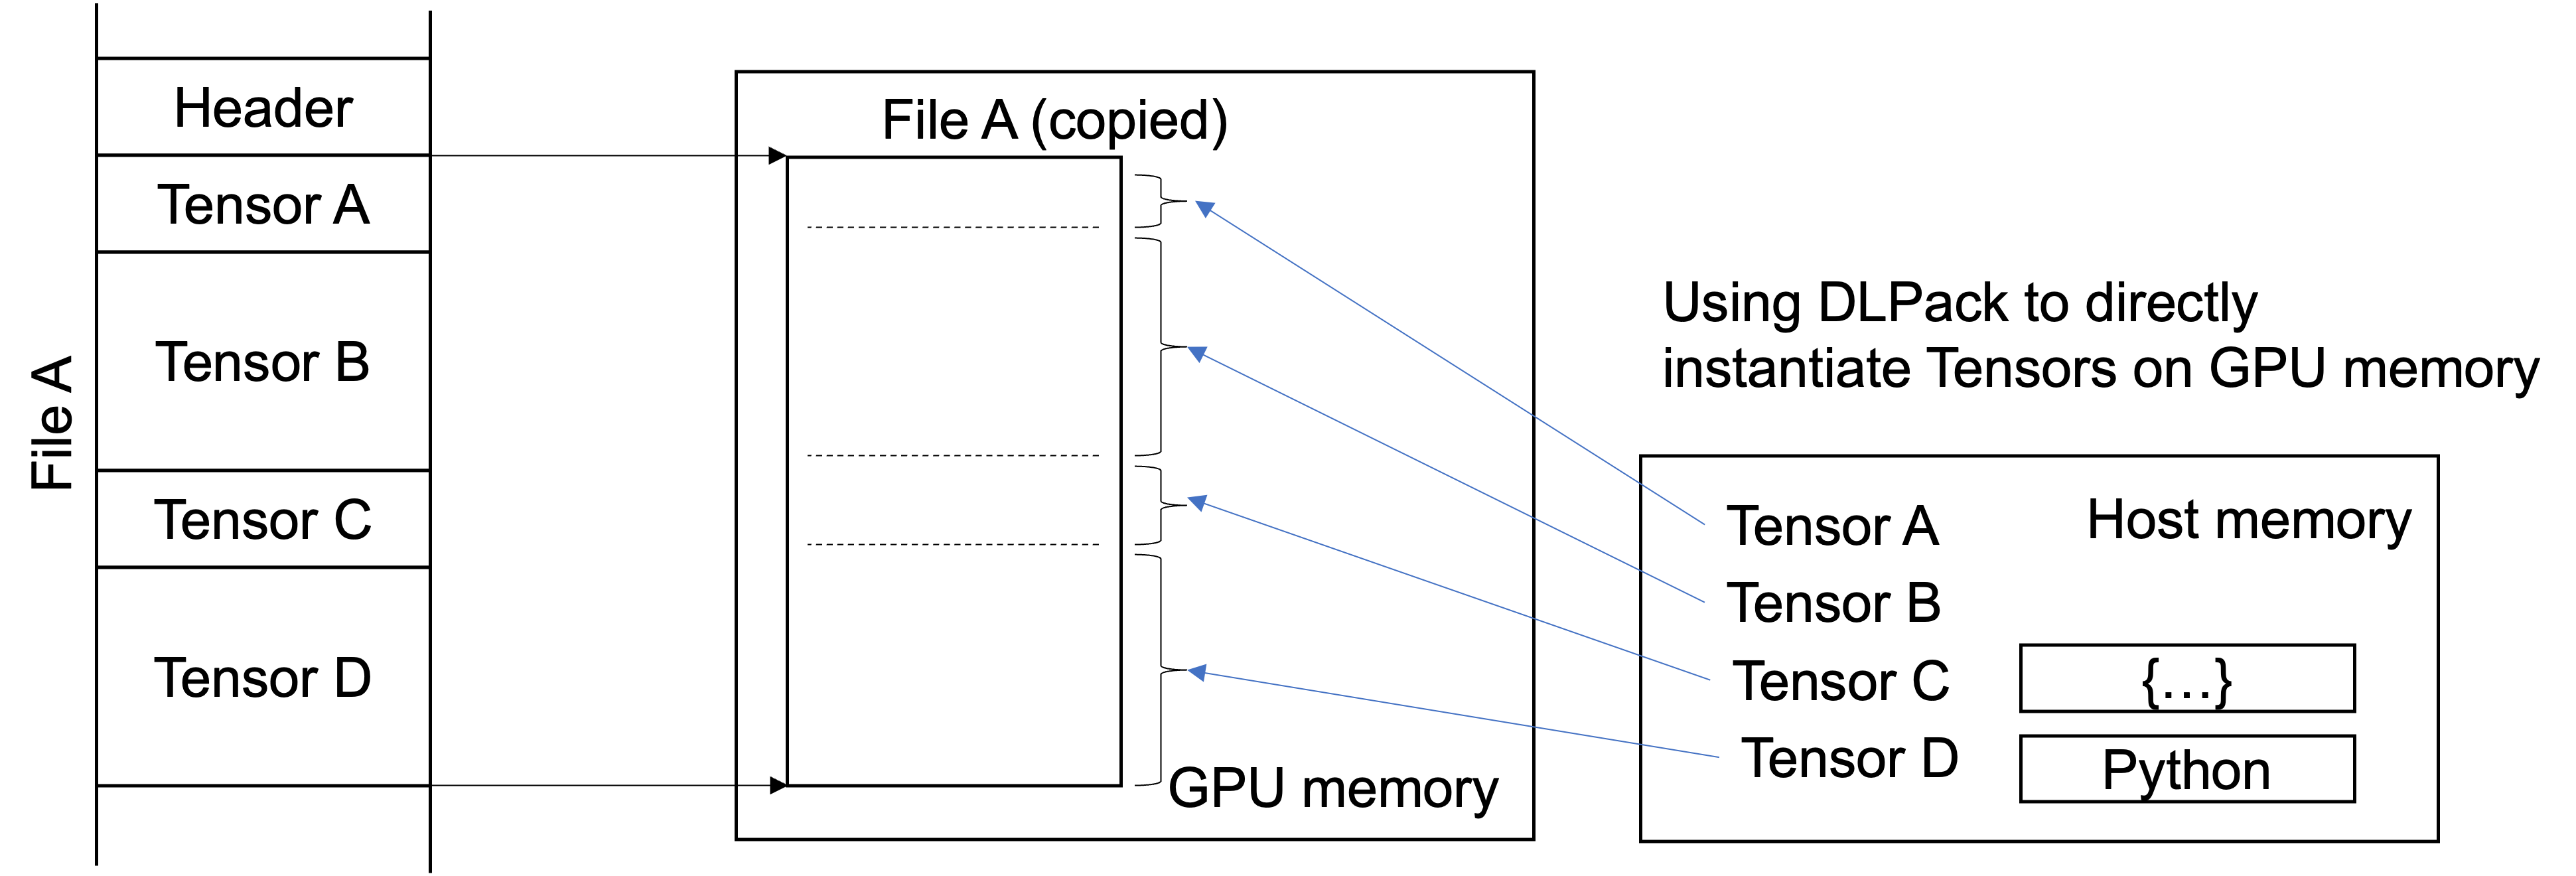 File A
Header
Tensor A
Tensor B
Tensor C
Tensor D
File A (copied)
GPU memory
Using DLPack to directly
instantiate Tensors on GPU memory
Host memory
Tensor A
Tensor B
Tensor C
Tensor D
{...}
Python